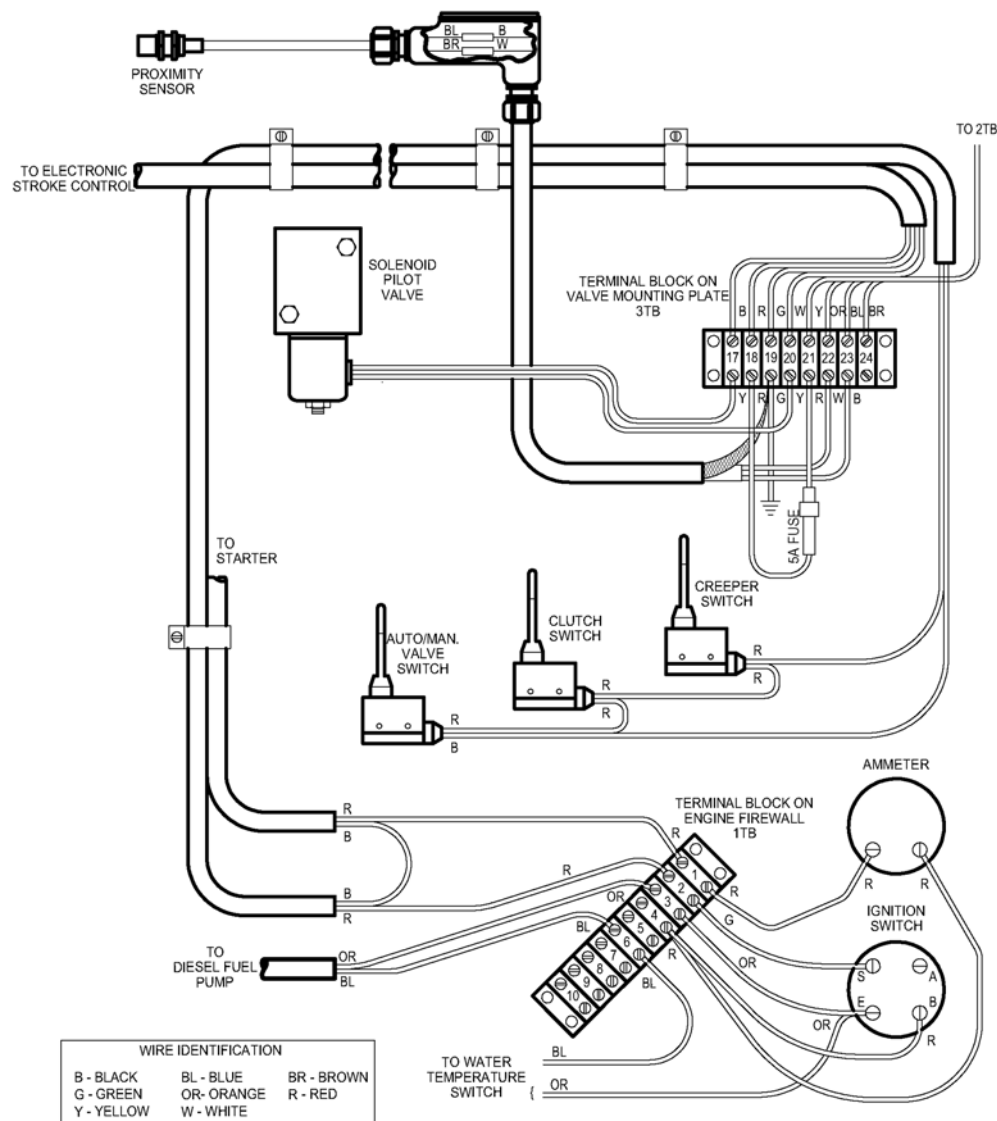 BL B
BR W
PROXIMITY
SENSOR
TO 2TB
TO ELECTRONIC
STROKE CONTROL
SOLENOID
PILOT
VALVE
TERMINAL BLOCK ON
VALVE MOUNTING PLATE
3TB
B R G W Y OR BL BR
17 18 19 20 21 22 23 24
Y R G Y R W B
5A FUSE
TO
STARTER
CREEPER
SWITCH
CLUTCH
SWITCH
AUTO/MAN.
VALVE
SWITCH
R
R
R
R
R
B
AMMETER
TERMINAL BLOCK ON
ENGINE FIREWALL
1TB
R
B
R
R R
B
R
R
OR
R
G
IGNITION
SWITCH
1
2
3
4
5
6
7
8
9
10
BL
R
OR
BL
S A
E B
OR
R
TO
DIESEL FUEL
PUMP
OR
BL
TO WATER
TEMPERATURE
SWITCH {
BL
OR
WIRE IDENTIFICATION
B - BLACK BL - BLUE BR - BROWN
G - GREEN OR- ORANGE R - RED
Y - YELLOW W - WHITE